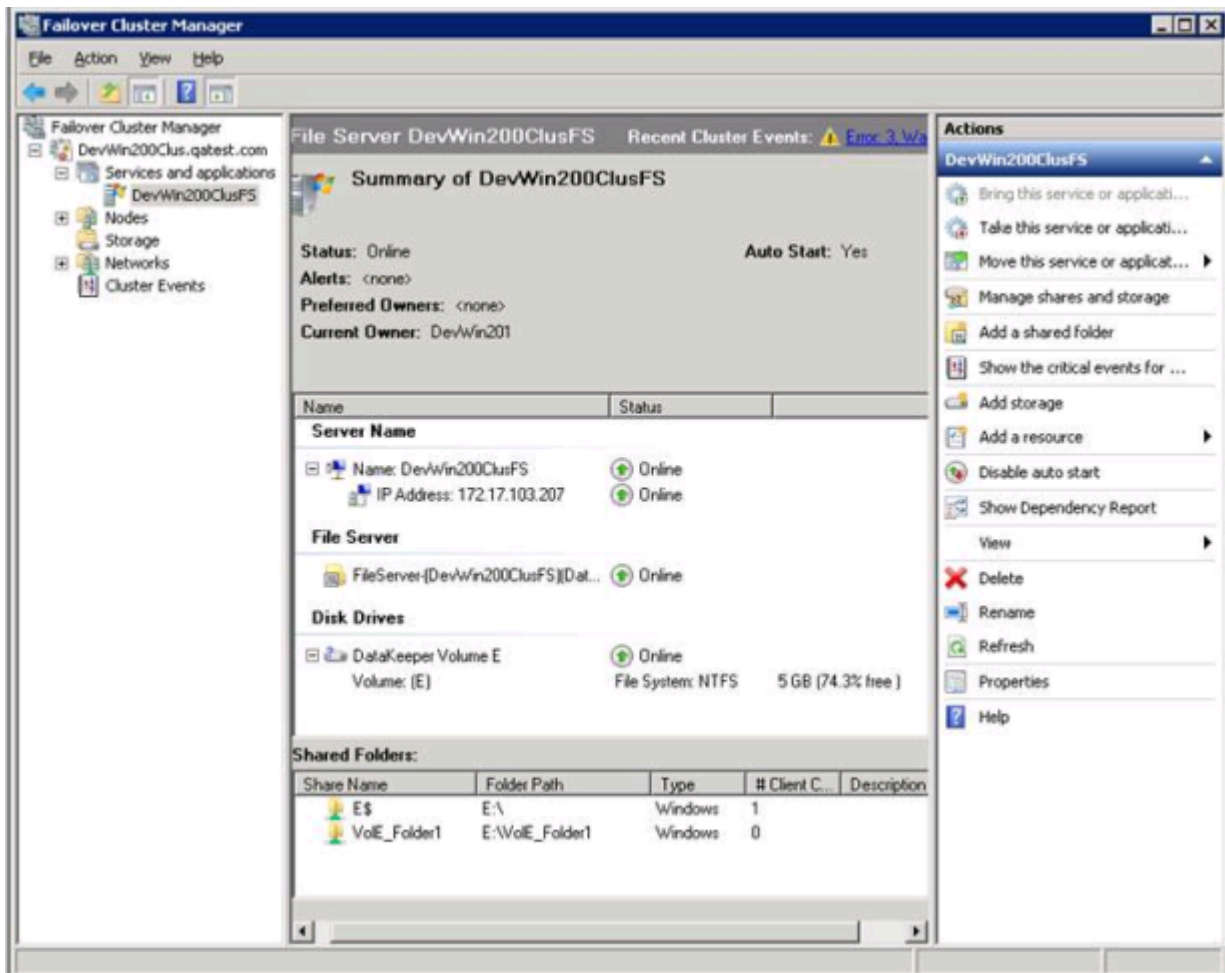 Failover Cluster Manager
File Action View Help
Failover Cluster Manager
DevWin200Clus.qatest.com
Services and applications
DevWin200ClusFS
Nodes
Storage
Networks
Cluster Events
File Server DevWin200ClusFS Recent Cluster Events: Error: 3, Wa
Summary of DevWin200ClusFS
Status: Online Auto Start: Yes
Alerts: <none>
Preferred Owners: <none>
Current Owner: DevWin201
Name Status
Server Name
Name: DevWin200ClusFS Online
IP Address: 172.17.103.207 Online
File Server
FileServer-(DevWin200ClusFS)(Dat... Online
Disk Drives
DataKeeper Volume E Online
Volume: (E) File System: NTFS 5 GB (74.3% free )
Shared Folders:
Share Name Folder Path Type # Client C... Description
E$ E:\ Windows 1
VolE_Folder1 E:\VolE_Folder1 Windows 0
Actions
DevWin200ClusFS
Bring this service or applicati...
Take this service or applicati...
Move this service or applicat...
Manage shares and storage
Add a shared folder
Show the critical events for ...
Add storage
Add a resource
Disable auto start
Show Dependency Report
View
Delete
Rename
Refresh
Properties
Help